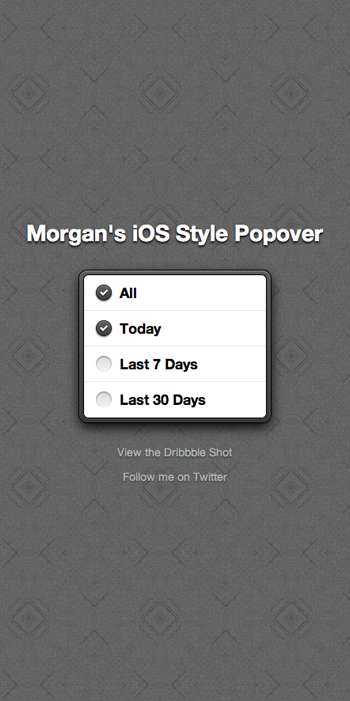 Morgan's iOS Style Popover
All
Today
Last 7 Days
Last 30 Days
View the Dribbble Shot
Follow me on Twitter